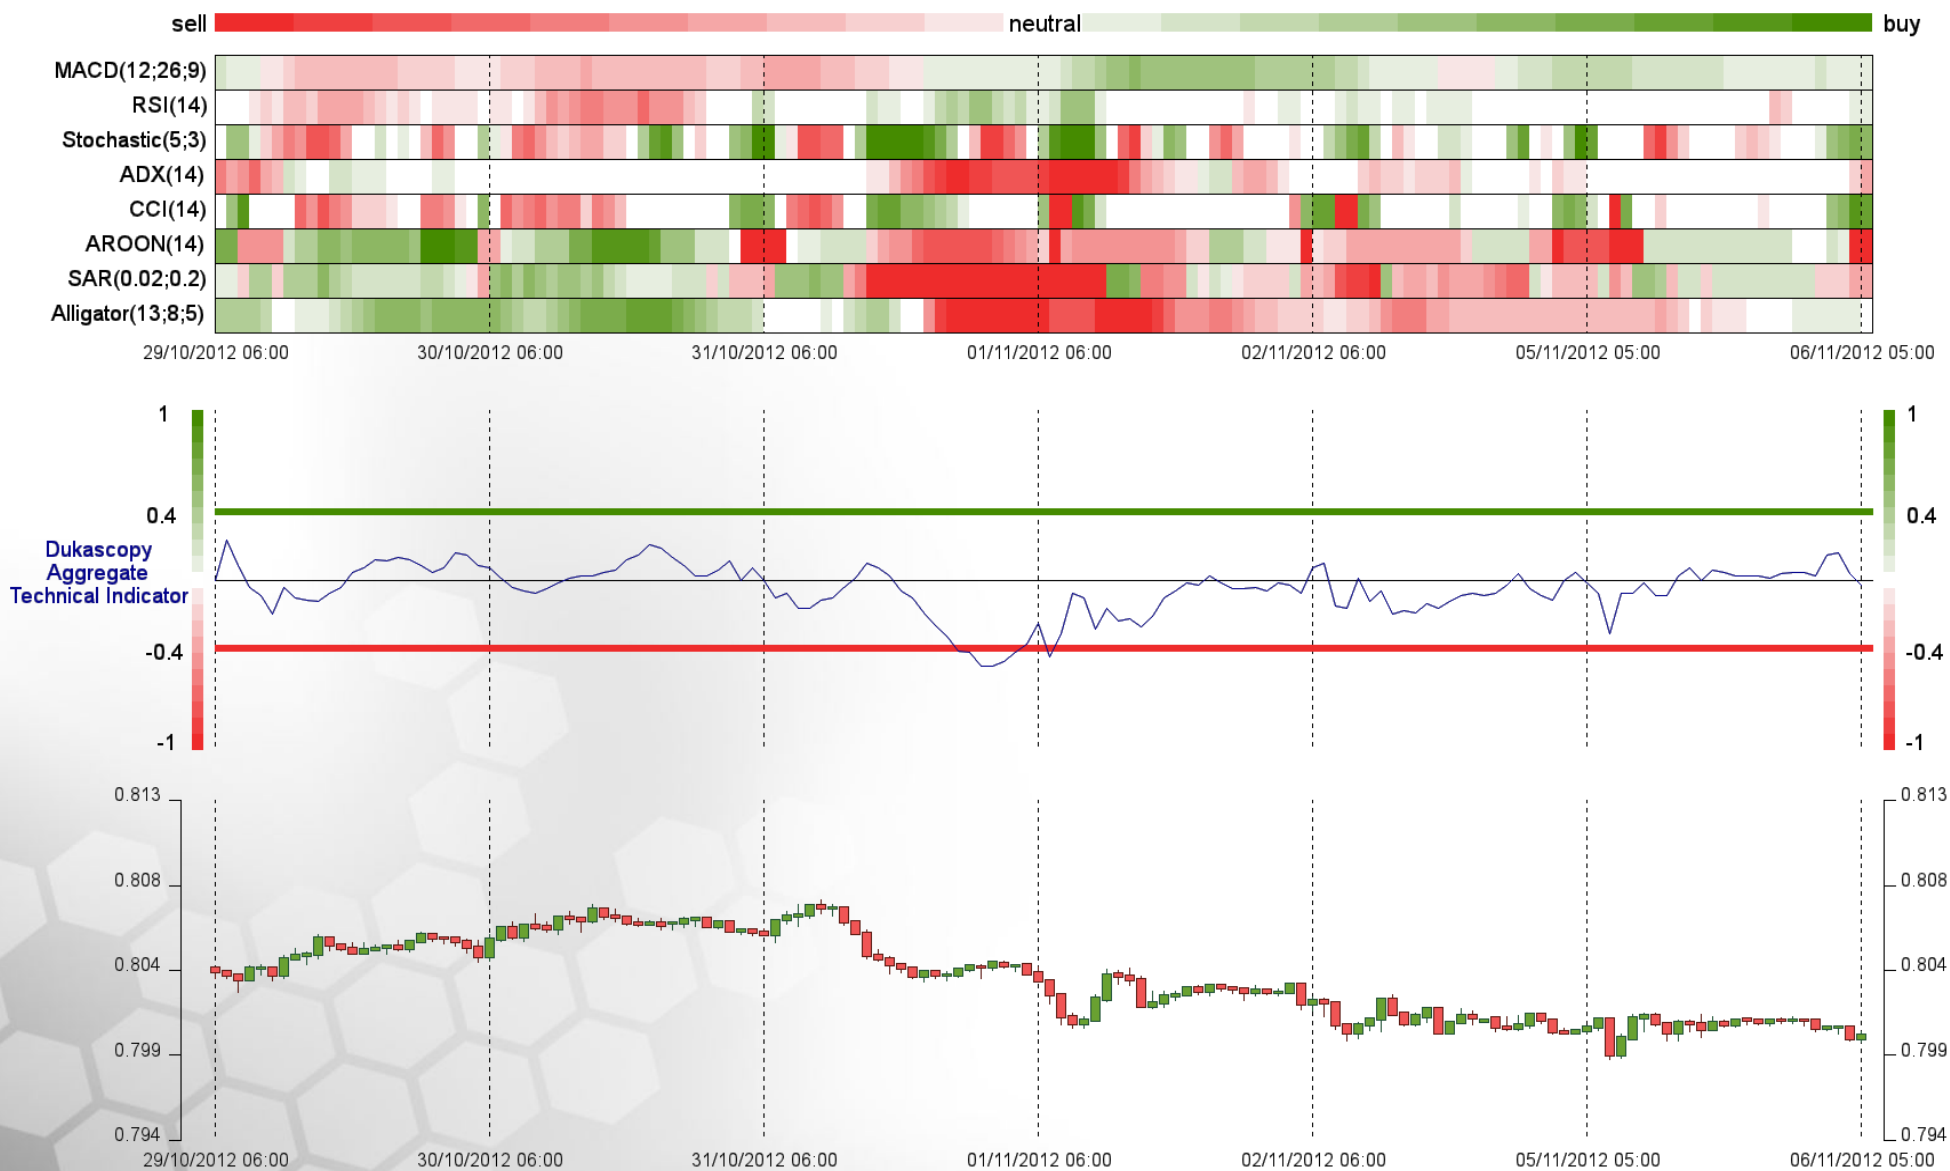 sell neutral buy
MACD(12;26;9)
RSI(14)
Stochastic(5;3)
ADX(14)
CCI(14)
AROON(14)
SAR(0.02;0.2)
Alligator(13;8;5)
29/10/2012 06:00 30/10/2012 06:00 31/10/2012 06:00 01/11/2012 06:00 02/11/2012 06:00 05/11/2012 05:00 06/11/2012 05:00
1 1
0.4 0.4
Dukascopy
Aggregate
Technical Indicator
-0.4 -0.4
-1 -1
0.813 0.813
0.808 0.808
0.804 0.804
0.799 0.799
0.794 0.794
29/10/2012 06:00 30/10/2012 06:00 31/10/2012 06:00 01/11/2012 06:00 02/11/2012 06:00 05/11/2012 05:00 06/11/2012 05:00